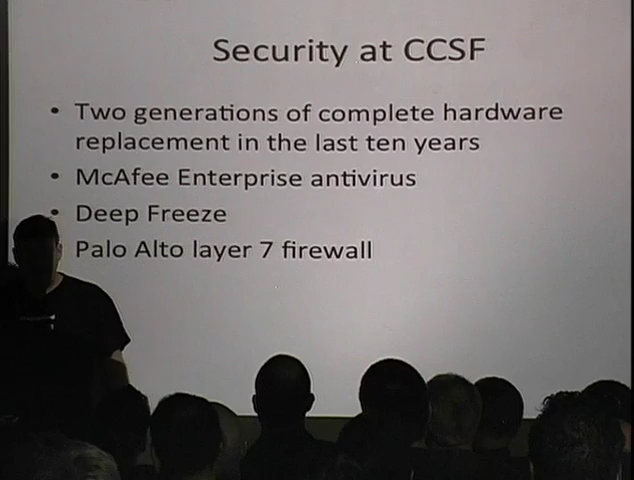 Security at CCSF
• Two generations of complete hardware
replacement in the last ten years
• McAfee Enterprise antivirus
• Deep Freeze
Palo Alto layer 7 firewall